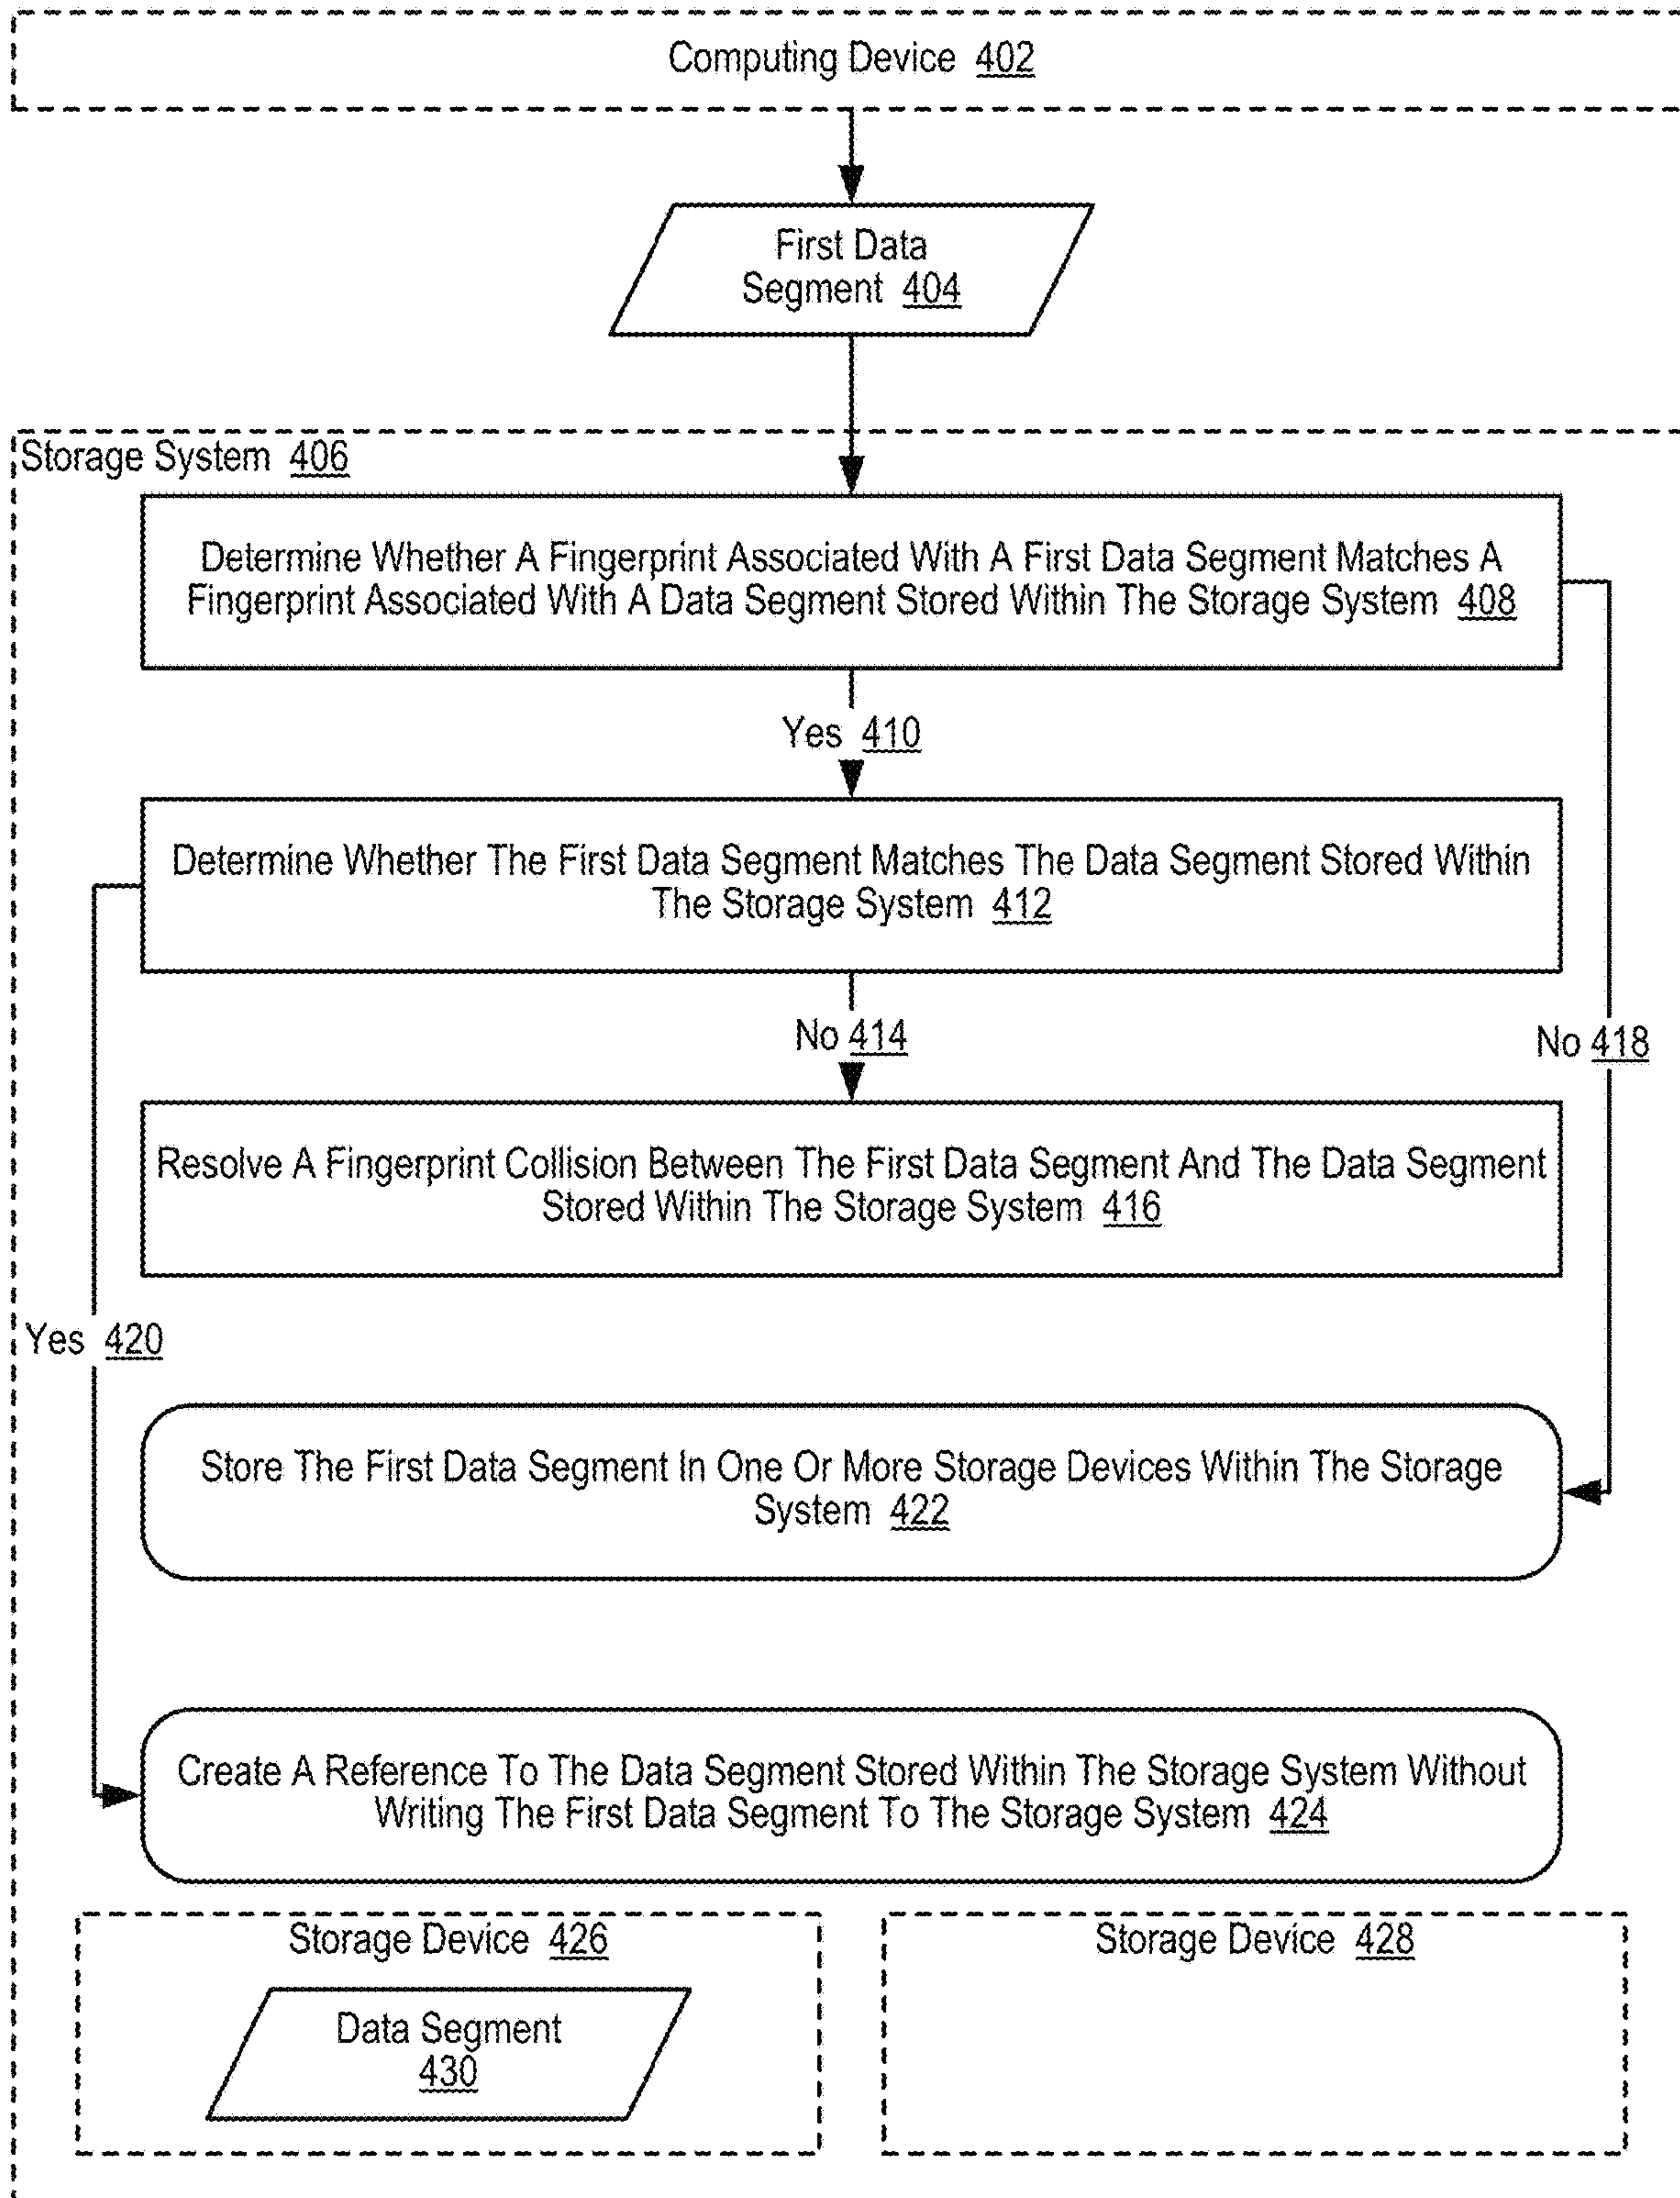 Computing Device 402
First Data
Segment 404
Storage System 406
Determine Whether A Fingerprint Associated With A First Data Segment Matches A
Fingerprint Associated With A Data Segment Stored Within The Storage System 408
Yes 410
Determine Whether The First Data Segment Matches The Data Segment Stored Within
The Storage System 412
No 414
No 418
Resolve A Fingerprint Collision Between The First Data Segment And The Data Segment
Stored Within The Storage System 416
Yes 420
Store The First Data Segment In One Or More Storage Devices Within The Storage
System 422
Create A Reference To The Data Segment Stored Within The Storage System Without
Writing The First Data Segment To The Storage System 424
Storage Device 426
Storage Device 428
Data Segment
430